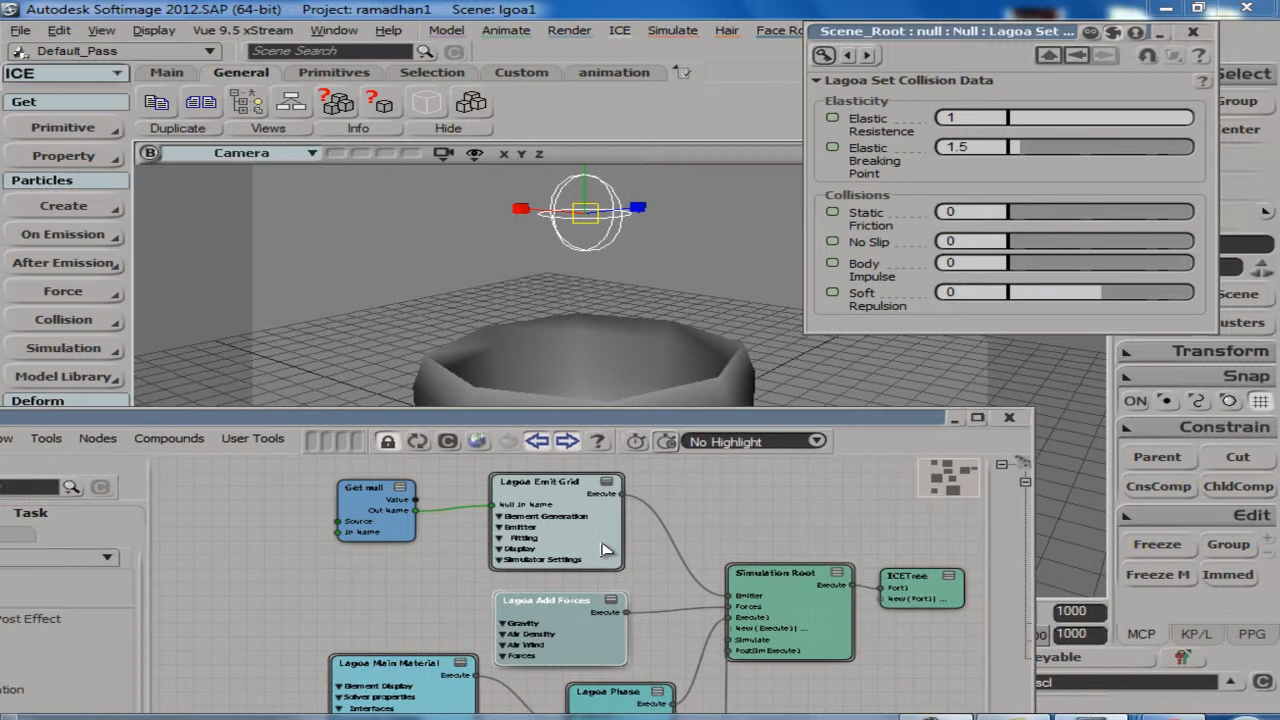 Autodesk Softimage 2012.SAP (64-bit) Project: ramadhan1 Scene: lgoa1
File Edit View Display Vue 9.5 xStream Window Help Model Animate Render ICE Simulate Hair Face Ro
Default_Pass Scene Search
ICE Main General Primitives Selection Custom animation
Get
Primitive
Property
Particles
Create
On Emission
After Emission
Force
Collision
Simulation
Model Library
Deform
Duplicate Views Info Hide
B Camera X Y Z
Scene_Root : null : Null : Lagoa Set ...
Lagoa Set Collision Data
Elasticity
Elastic Resistence 1
Elastic Breaking Point 1.5
Collisions
Static Friction 0
No Slip 0
Body Impulse 0
Soft Repulsion 0
Select
Group
Center
Scene
usters
Transform
Snap
ON
Constrain
Parent Cut
CnsComp ChldComp
Edit
Freeze Group
Freeze M Immed
MCP KP/L PPG
1000
1000
eyable
scl
ow Tools Nodes Compounds User Tools No Highlight
Task
Post Effect
nation
Get null
Value
Out Name
Source
In Name
Lagoa Emit Grid
Execute
Null In Name
Element Generation
Emitter
Fitting
Display
Simulator Settings
Lagoa Add Forces
Execute
Gravity
Air Density
Air Wind
Forces
Lagoa Main Material
Execute
Element Display
Solver properties
Interfaces
Lagoa Phase
Execute
Simulation Root
Execute
Emitter
Forces
Execute1
New (Execute1) ...
Simulate
PostSim Execute1
ICETree
Port1
New (Port1) ...